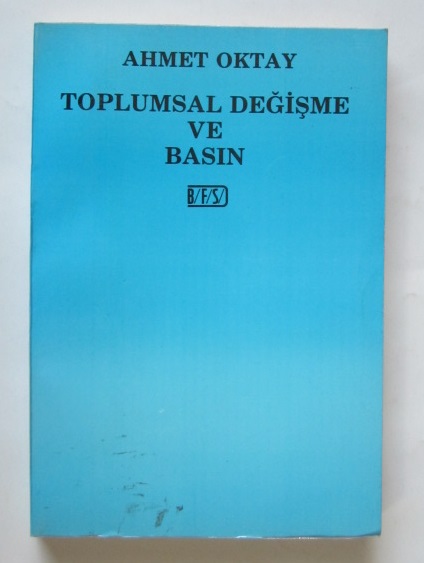 AHMET OKTAY
TOPLUMSAL DEĞİŞME
VE
BASIN
B/F/S/